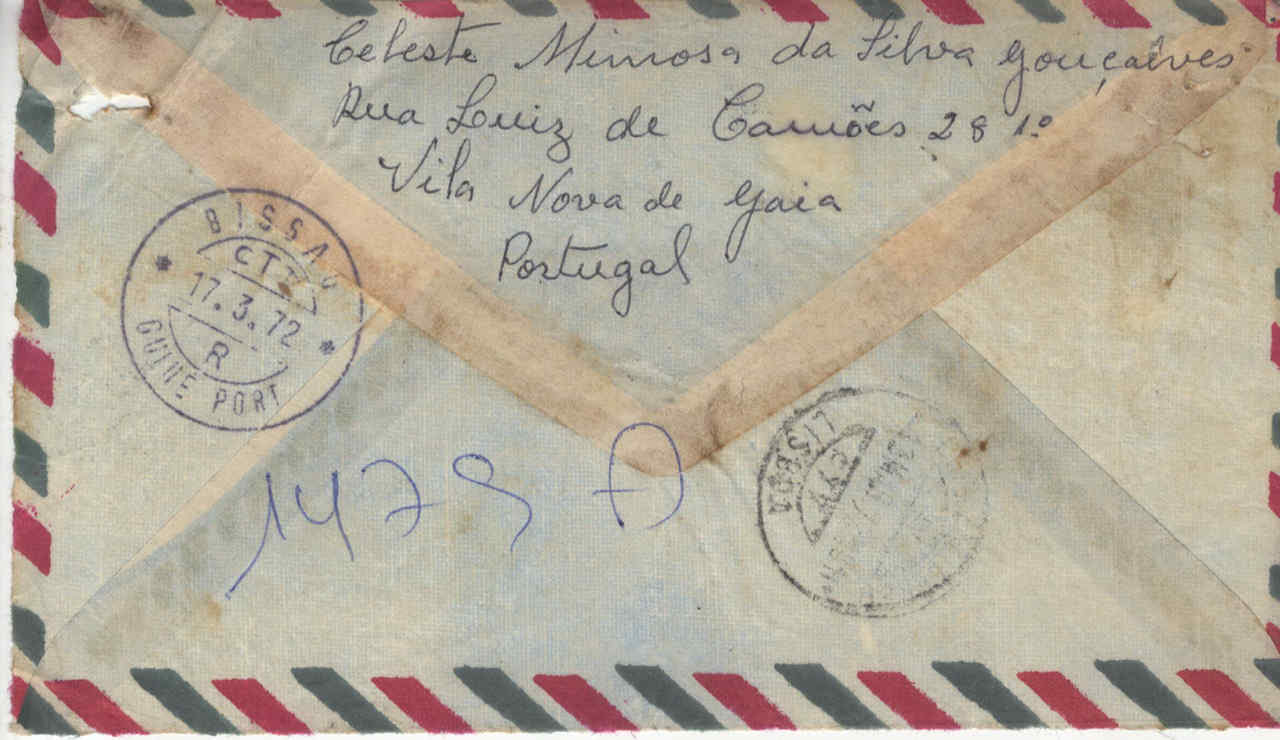 Celeste Mimosa da Silva Gonçalves
Rua Luiz de Camões 28 1º
Vila Nova de Gaia
Portugal
BISSAU
CTT
17.3.72
R
GUINÉ PORT
LISBOA
1479 A